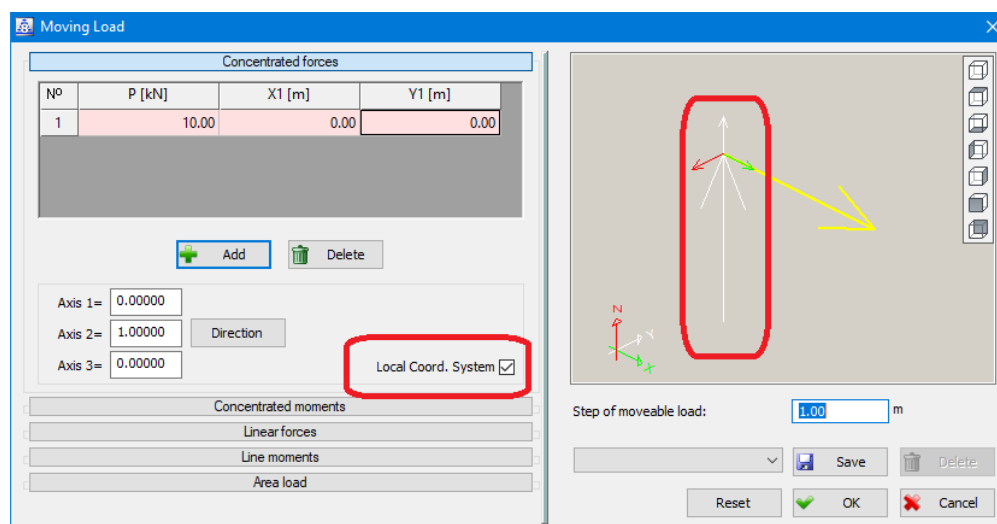 Moving Load
Concentrated forces
Nº P [kN] X1 [m] Y1 [m]
1 10.00 0.00 0.00
Add Delete
Axis 1= 0.00000
Axis 2= 1.00000 Direction
Axis 3= 0.00000
Local Coord. System
Concentrated moments
Linear forces
Line moments
Area load
Z
Y
X
Step of moveable load: 1.00 m
Save Delete
Reset OK Cancel